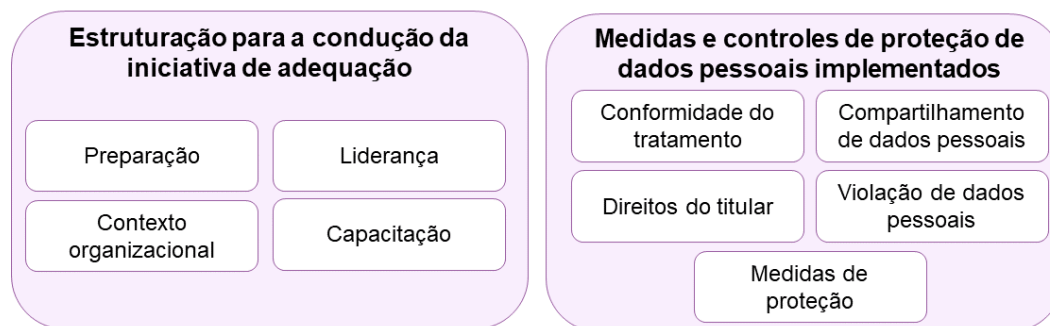 Estruturação para a condução da
iniciativa de adequação
Preparação
Liderança
Contexto
organizacional
Capacitação
Medidas e controles de proteção de
dados pessoais implementados
Conformidade do
tratamento
Compartilhamento
de dados pessoais
Direitos do titular
Violação de dados
pessoais
Medidas de
proteção